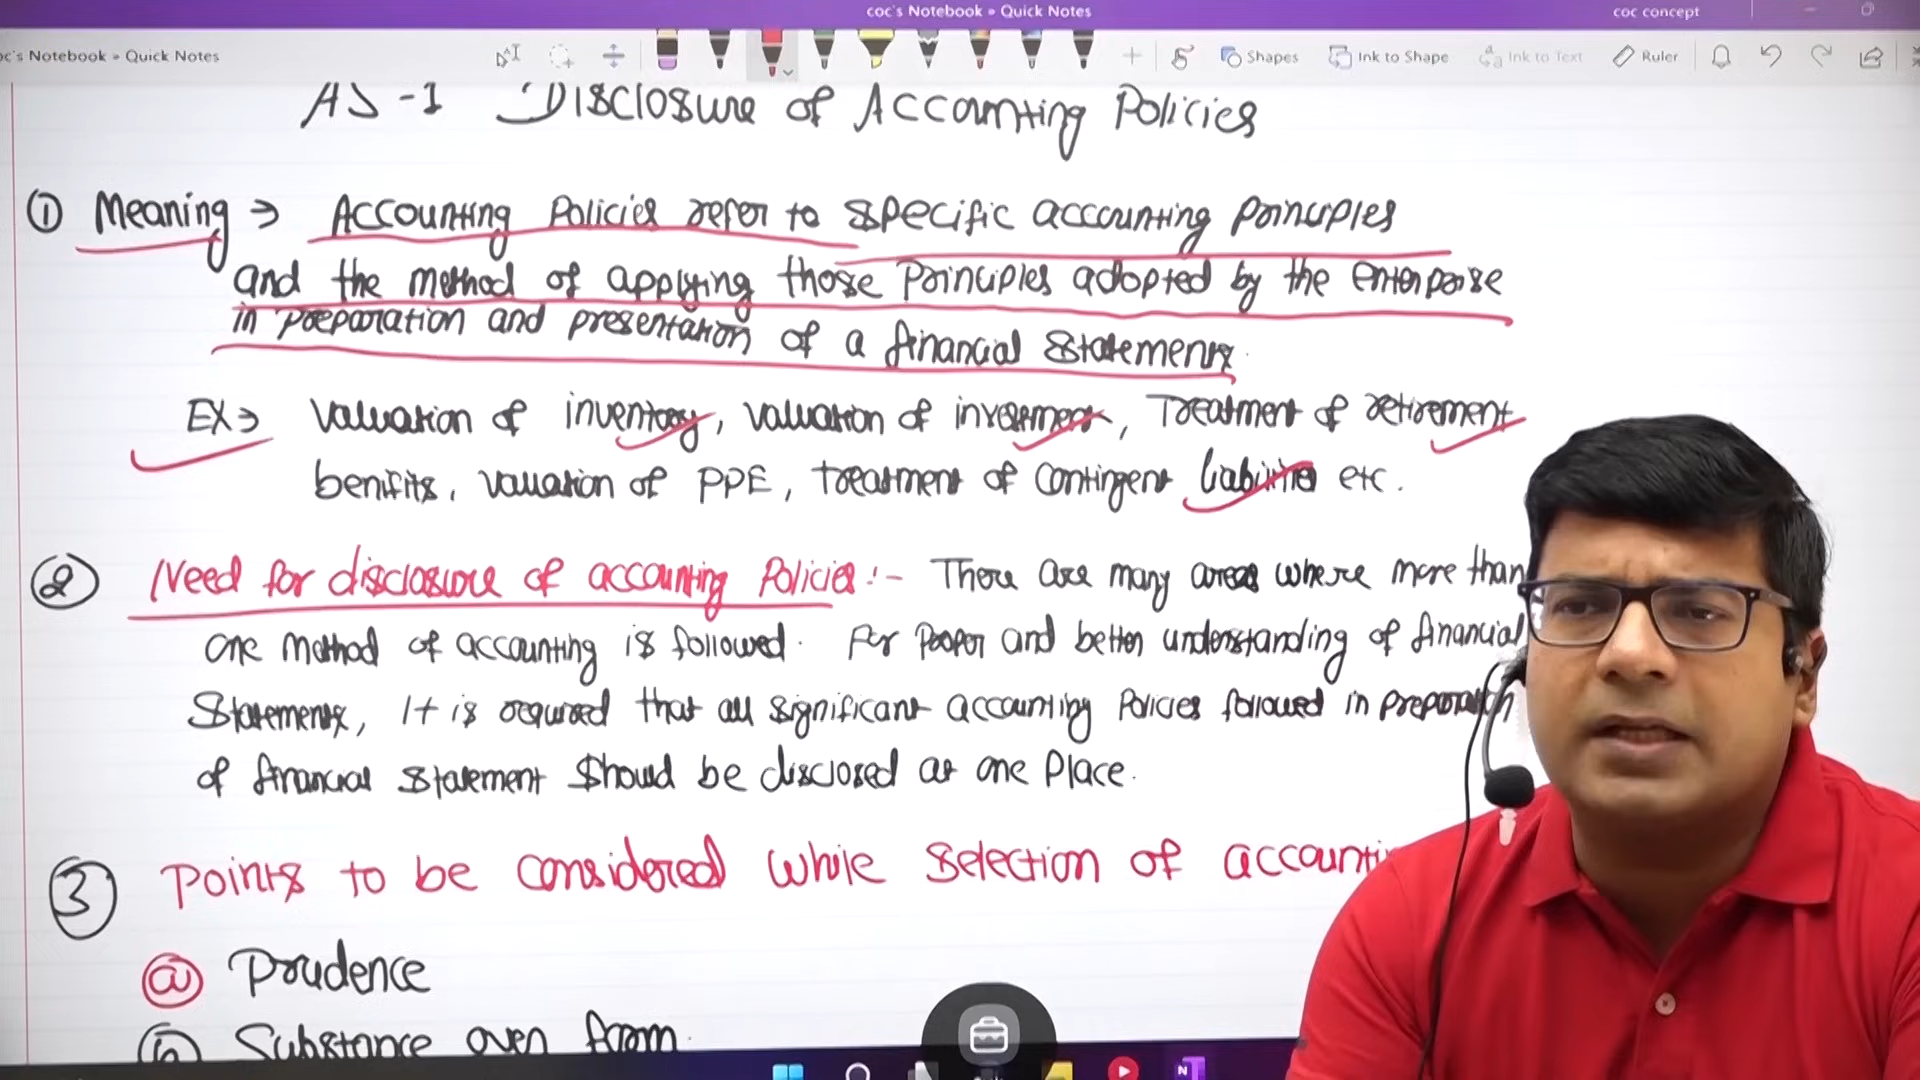 coc's Notebook » Quick Notes
coc concept
oc's Notebook » Quick Notes
Shapes
Ink to Shape
Ink to Text
Ruler
AS-1 Disclosure of Accounting Policies
① Meaning → Accounting Policies refer to specific accounting principles
and the method of applying those principles adopted by the enterprise
in preparation and presentation of a financial statements.
Ex → valuation of inventory, valuation of investment, Treatment of retirement
benifits, valuation of PPE, treatment of contingent liabilities etc.
② Need for disclosure of accounting Policies :- There are many areas where more than
one method of accounting is followed. For proper and better understanding of financial
statements, It is required that all significant accounting Policies followed in preparation
of financial statement should be disclosed at one place.
③ Points to be considered while selection of accounti
ⓐ Prudence
ⓑ Substance over form.